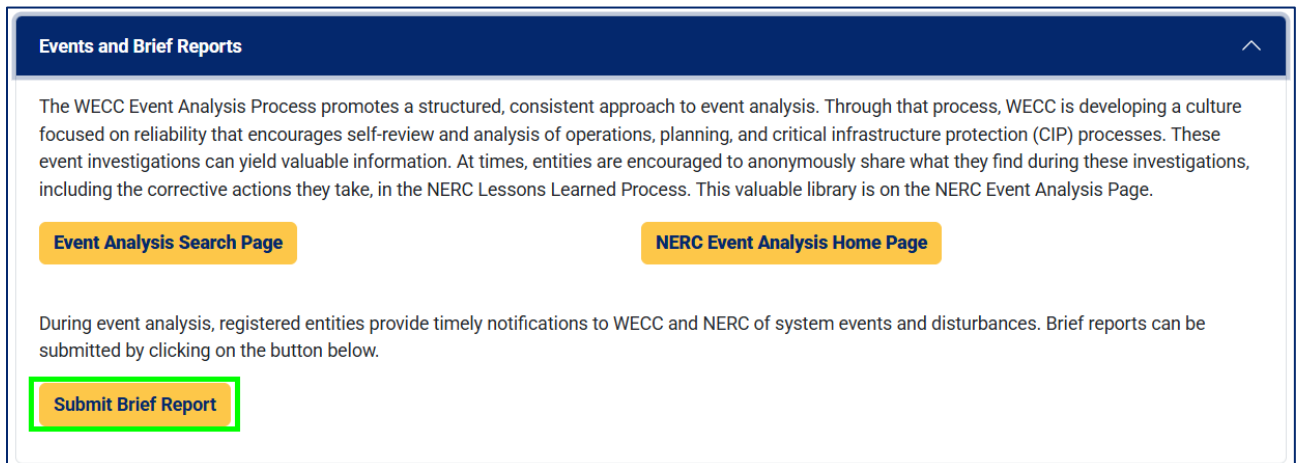 Events and Brief Reports
The WECC Event Analysis Process promotes a structured, consistent approach to event analysis. Through that process, WECC is developing a culture
focused on reliability that encourages self-review and analysis of operations, planning, and critical infrastructure protection (CIP) processes. These
event investigations can yield valuable information. At times, entities are encouraged to anonymously share what they find during these investigations,
including the corrective actions they take, in the NERC Lessons Learned Process. This valuable library is on the NERC Event Analysis Page.
Event Analysis Search Page
NERC Event Analysis Home Page
During event analysis, registered entities provide timely notifications to WECC and NERC of system events and disturbances. Brief reports can be
submitted by clicking on the button below.
Submit Brief Report